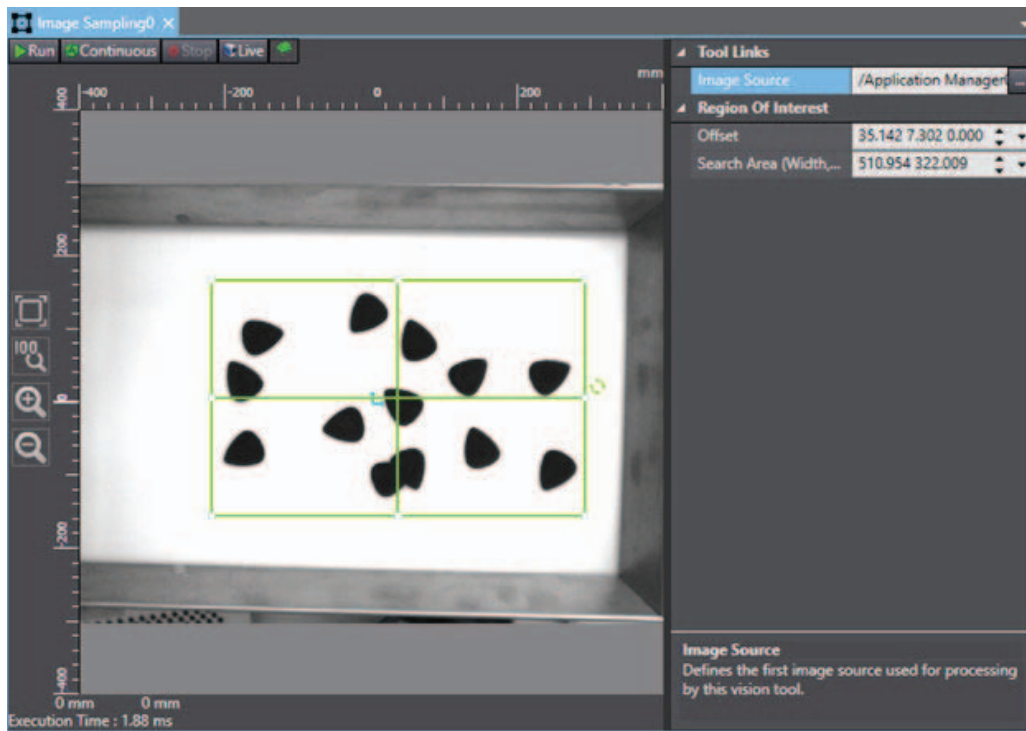 Image Sampling0 ×
Run Continuous Stop Live
mm
400 -400 -200 0 200
200
0
-200
-400
100
0 mm 0 mm
Execution Time : 1.88 ms
Tool Links
Image Source /Application Manager ...
Region Of Interest
Offset 35.142 7.302 0.000
Search Area (Width,... 510.954 322.009
Image Source
Defines the first image source used for processing
by this vision tool.